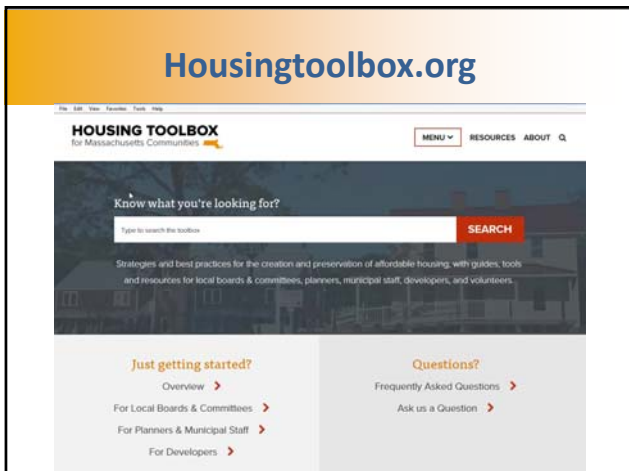 Housingtoolbox.org
File Edit View Favorites Tools Help
HOUSING TOOLBOX
for Massachusetts Communities
MENU RESOURCES ABOUT
Know what you're looking for?
Type to search the toolbox
SEARCH
Strategies and best practices for the creation and preservation of affordable housing, with guides, tools
and resources for local boards & committees, planners, municipal staff, developers, and volunteers.
Just getting started?
Overview
For Local Boards & Committees
For Planners & Municipal Staff
For Developers
Questions?
Frequently Asked Questions
Ask us a Question